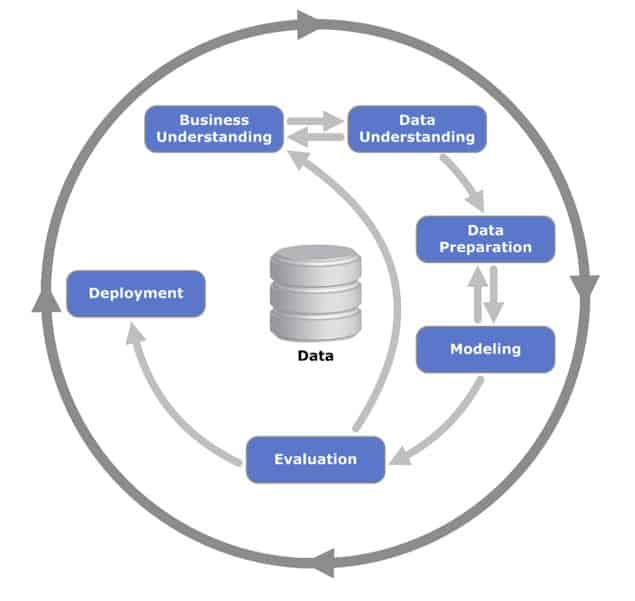 Business
Understanding
Data
Understanding
Data
Preparation
Deployment
Modeling
Data
Evaluation